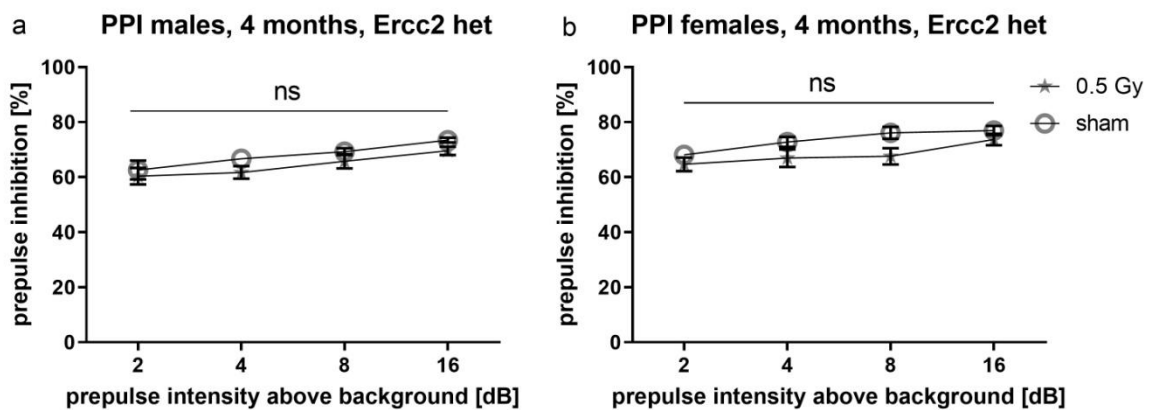 a
PPI males, 4 months, Ercc2 het
ns
prepulse inhibition [%]
100
80
60
40
20
0
2 4 8 16
prepulse intensity above background [dB]
b
PPI females, 4 months, Ercc2 het
ns
prepulse inhibition [%]
100
80
60
40
20
0
2 4 8 16
prepulse intensity above background [dB]
0.5 Gy
sham